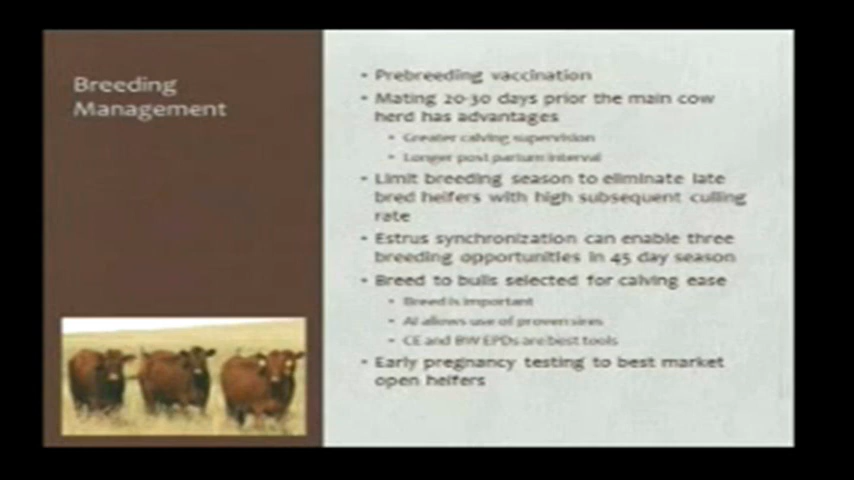 Breeding
Management
• Prebreeding vaccination
• Mating 20-30 days prior the main cow
herd has advantages
• Greater calving supervision
• Longer post partum interval
• Limit breeding season to eliminate late
bred heifers with high subsequent culling
rate
• Estrus synchronization can enable three
breeding opportunities in 45 day season
• Breed to bulls selected for calving ease
• Breed is important
• AI allows use of proven sires
• CE and BW EPDs are best tools
• Early pregnancy testing to best market
open heifers